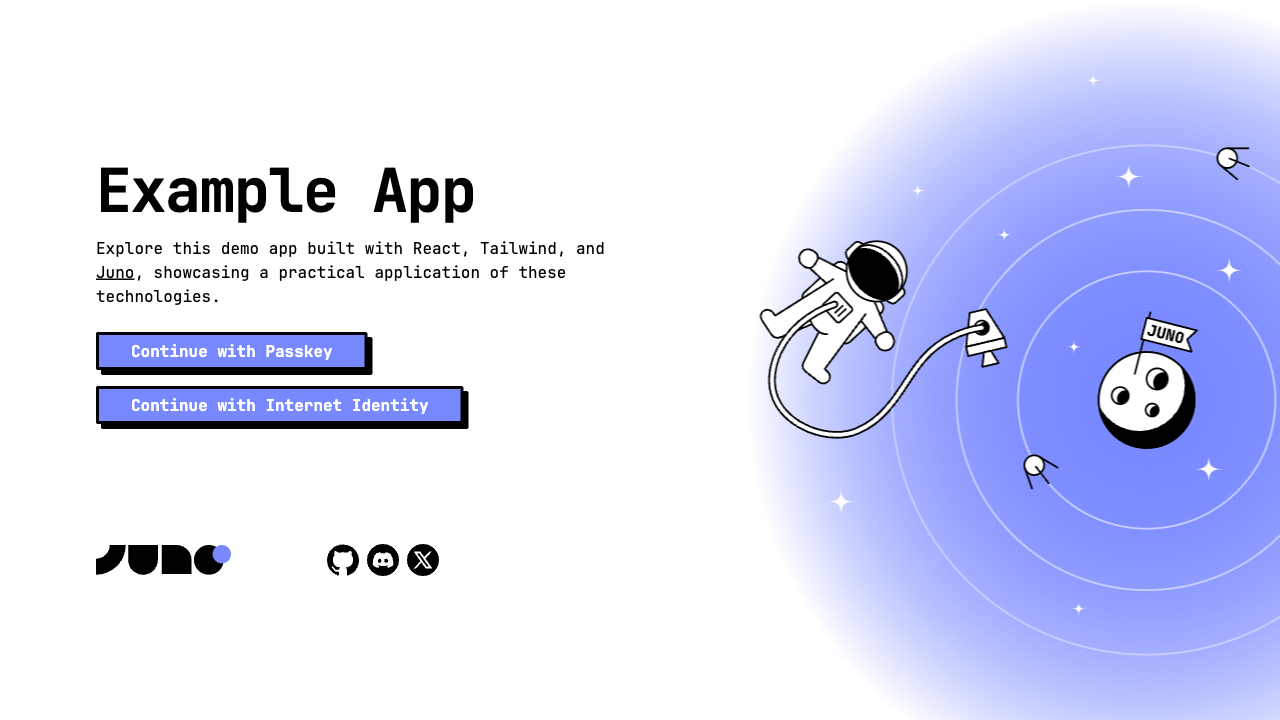 Example App
Explore this demo app built with React, Tailwind, and
Juno, showcasing a practical application of these
technologies.
Continue with Passkey
Continue with Internet Identity
JUNO
JUNO